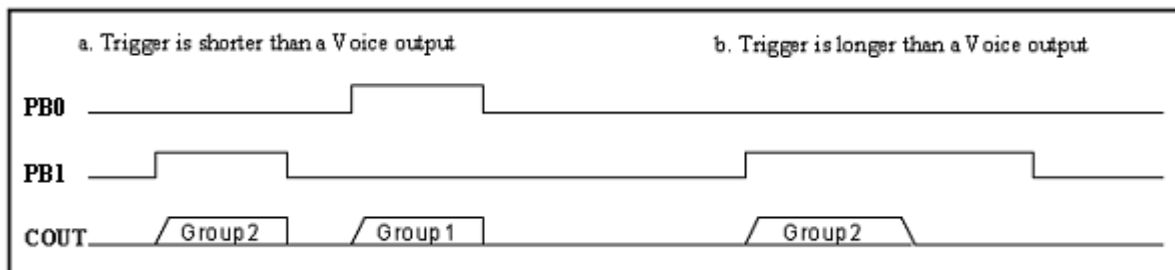 a. Trigger is shorter than a Voice output b. Trigger is longer than a Voice output
PB0
PB1
COUT Group2 Group1 Group2